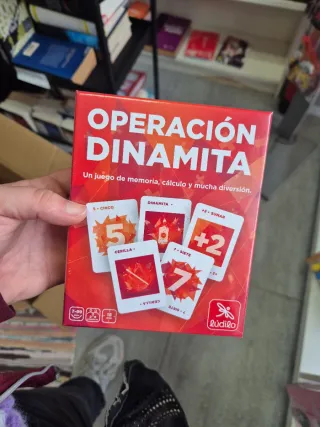 OPERACIÓN
DINAMITA
Un juego de memoria, cálculo y mucha diversión.
DINAMITA
5
+2
7
lúdilo